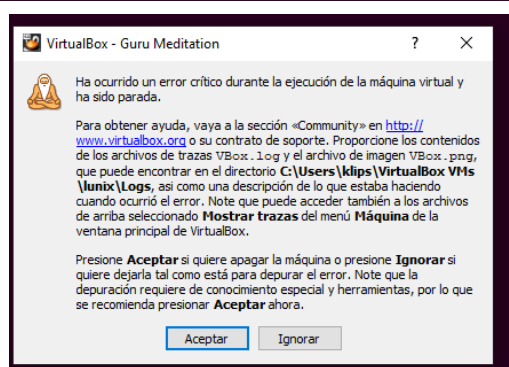 VirtualBox - Guru Meditation
Ha ocurrido un error crítico durante la ejecución de la máquina virtual y
ha sido parada.
Para obtener ayuda, vaya a la sección «Community» en http://
www.virtualbox.org o su contrato de soporte. Proporcione los contenidos
de los archivos de trazas VBox.log y el archivo de imagen VBox.png,
que puede encontrar en el directorio C:\Users\klips\VirtualBox VMs
\lunix\Logs, asi como una descripción de lo que estaba haciendo
cuando ocurrió el error. Note que puede acceder también a los archivos
de arriba seleccionado Mostrar trazas del menú Máquina de la
ventana principal de VirtualBox.
Presione Aceptar si quiere apagar la máquina o presione Ignorar si
quiere dejarla tal como está para depurar el error. Note que la
depuración requiere de conocimiento especial y herramientas, por lo que
se recomienda presionar Aceptar ahora.
Aceptar Ignorar